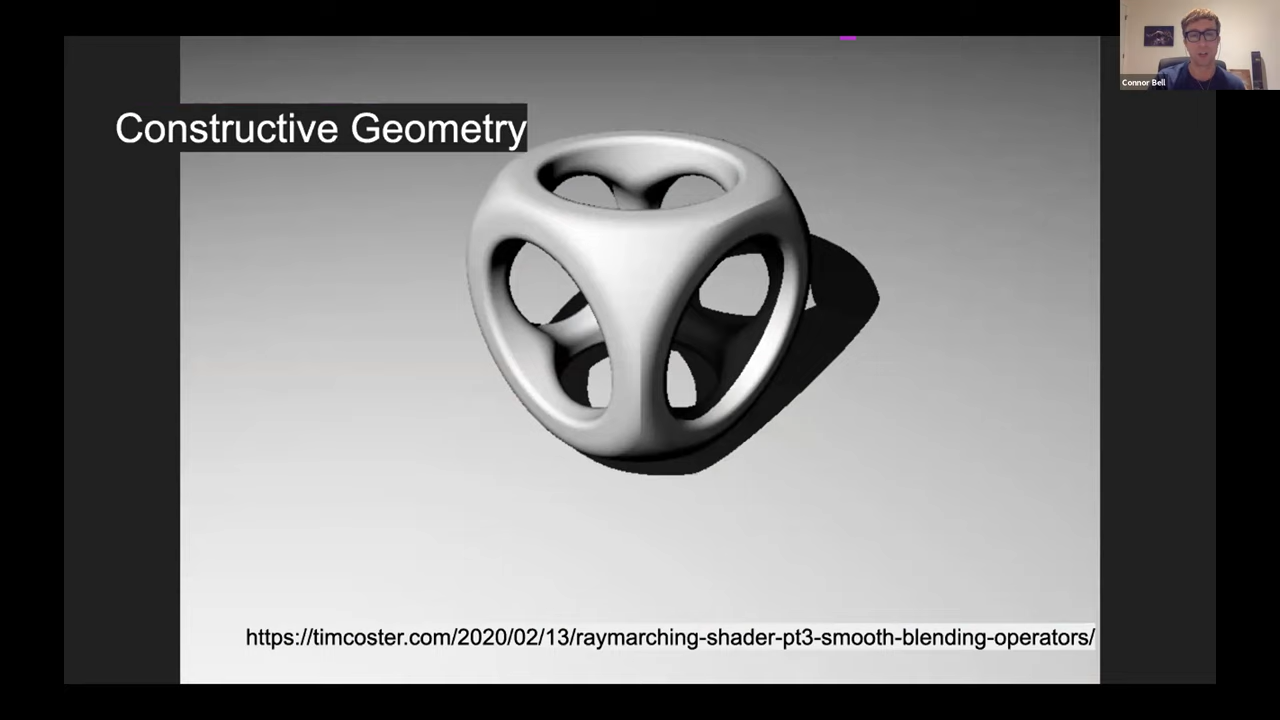 Connor Bell
Constructive Geometry
https://timcoster.com/2020/02/13/raymarching-shader-pt3-smooth-blending-operators/